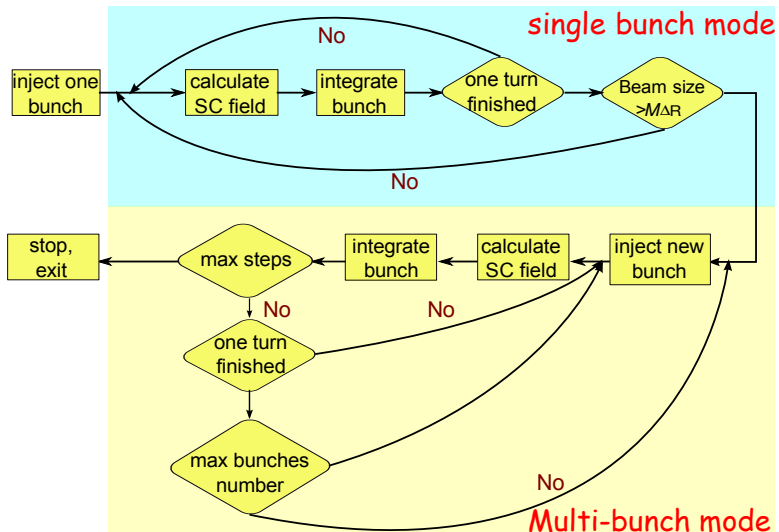 single bunch mode
No
inject one
bunch
calculate
SC field
integrate
bunch
one turn
finished
Beam size
>MΔR
No
stop,
exit
max steps
integrate
bunch
calculate
SC field
inject new
bunch
No
No
one turn
finished
max bunches
number
No
Multi-bunch mode